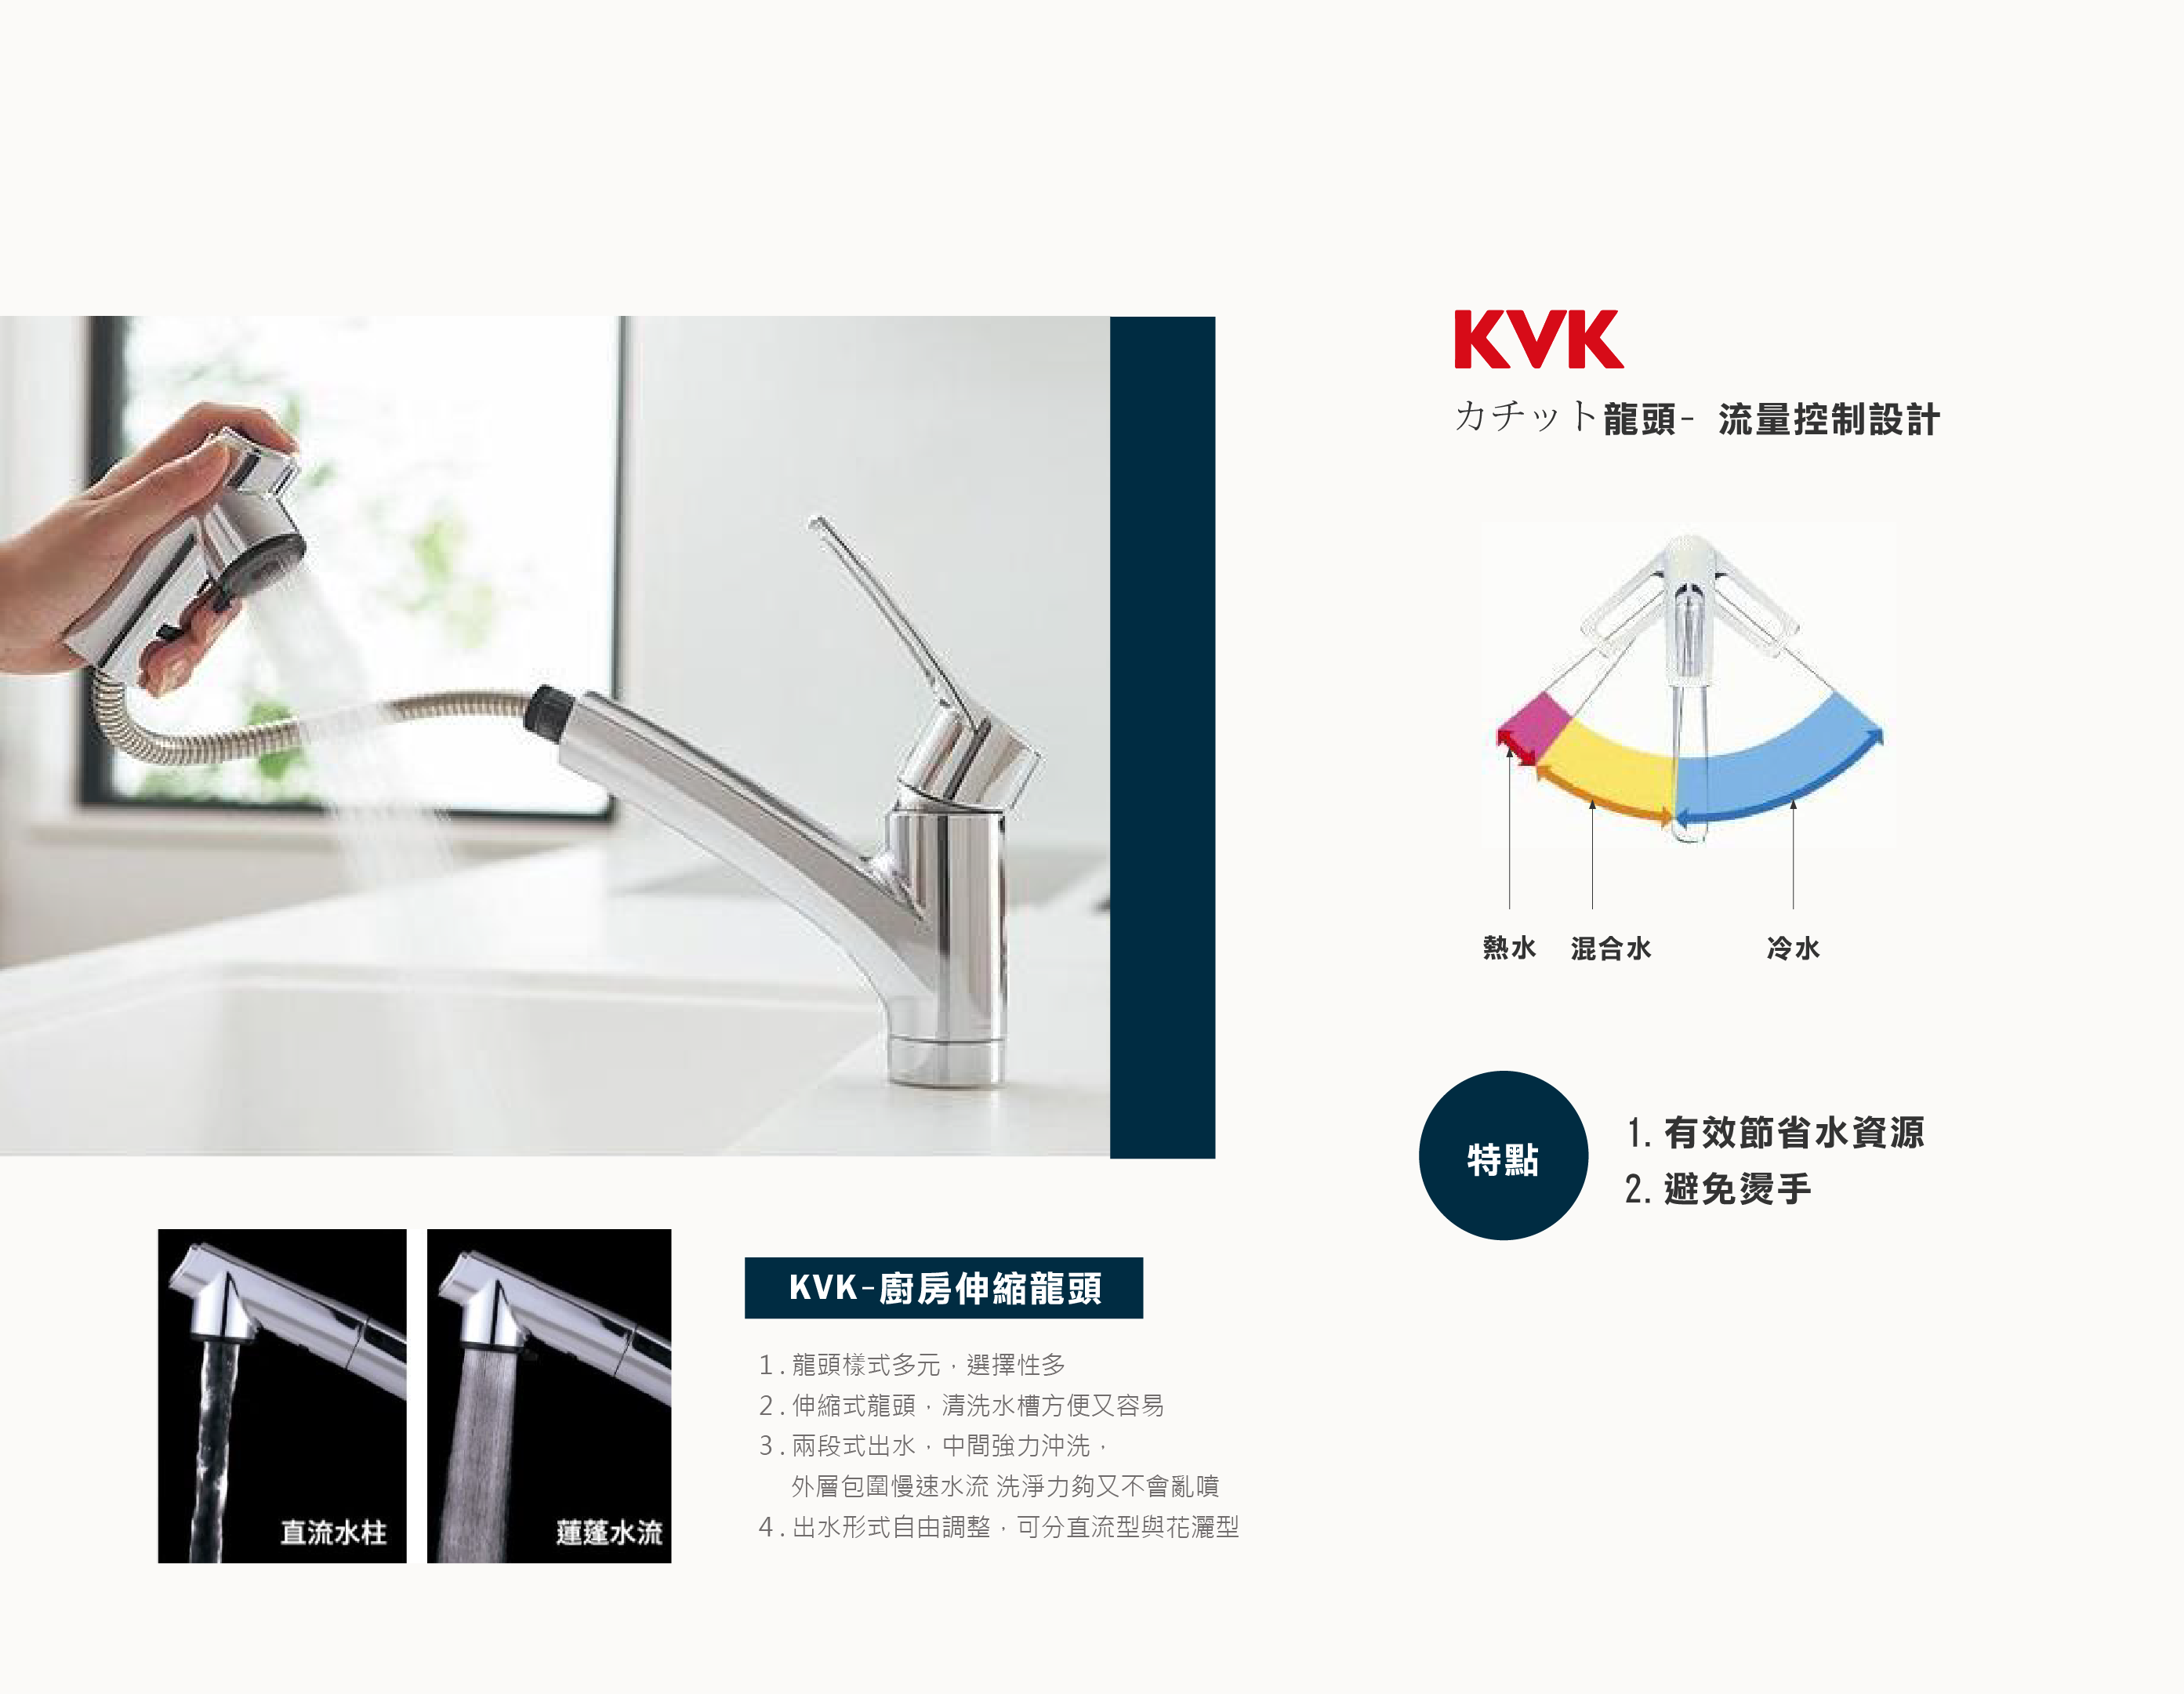 KVK
カチット龍頭- 流量控制設計
熱水 混合水 冷水
特點
1. 有效節省水資源
2. 避免燙手
直流水柱
蓮蓬水流
KVK-廚房伸縮龍頭
1. 龍頭樣式多元，選擇性多
2. 伸縮式龍頭，清洗水槽方便又容易
3. 兩段式出水，中間強力沖洗，
外層包圍慢速水流 洗淨力夠又不會亂噴
4. 出水形式自由調整，可分直流型與花灑型